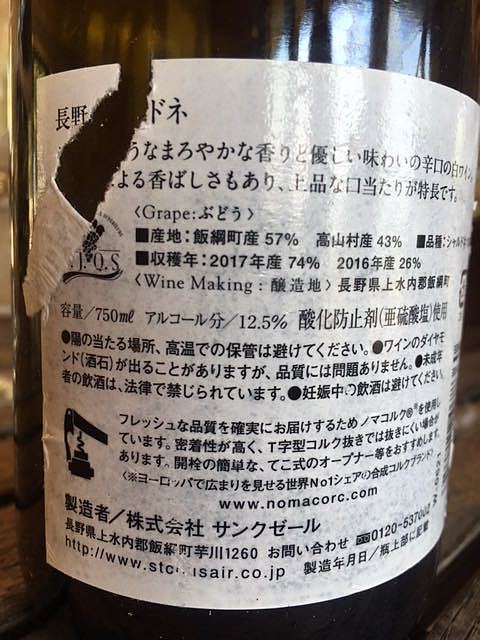 長野 ドネ
うなまろやかな香りと優しい味わいの辛口の白ワイン。
よる香ばしさもあり、上品な口当たりが特長です。
〈Grape:ぶどう〉
■産地:飯綱町産 57% 高山村産 43% ■品種:シャルド
■収穫年:2017年産 74% 2016年産 26%
J.O.S
〈Wine Making:醸造地〉長野県上水内郡飯綱町
容量/750ml アルコール分/12.5% 酸化防止剤(亜硫酸塩)使用
●陽の当たる場所、高温での保管は避けてください。●ワインのダイヤモ
ンド(酒石)が出ることがありますが、品質には問題ありません。●未成年
者の飲酒は、法律で禁じられています。●妊娠中の飲酒は避けてください。
フレッシュな品質を確実にお届けするためノマコルク®を使用し
ています。密着性が高く、T字型コルク抜きでは抜きにくい場合が
あります。開栓の簡単な、てこ式のオープナー等をおすすめします。
〈※ヨーロッパで広まりを見せる世界No1シェアの合成コルクブランド〉
www.nomacorc.com
製造者/株式会社 サンクゼール
長野県上水内郡飯綱町芋川1260 お問い合わせ 0120-5370
http://www.stc sair.co.jp 製造年月日/瓶上部に記載